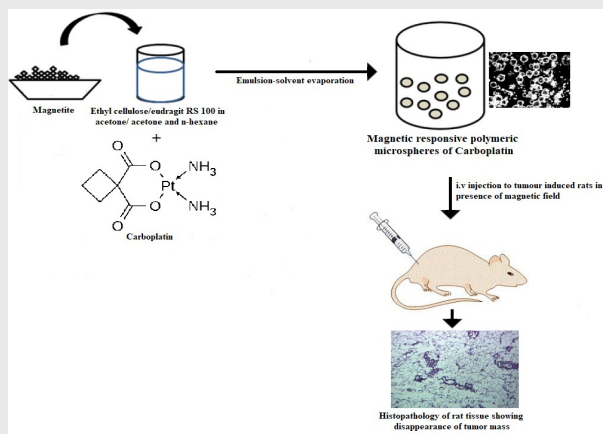 Magnetite
Ethyl cellulose/eudragit RS 100 in
acetone/ acetone and n-hexane
+
O
O
O
O
Pt
NH3
NH3
Carboplatin
Emulsion-solvent evaporation
Magnetic responsive polymeric
microspheres of Carboplatin
i.v injection to tumour induced rats in
presence of magnetic field
Histopathology of rat tissue showing
disappearance of tumor mass